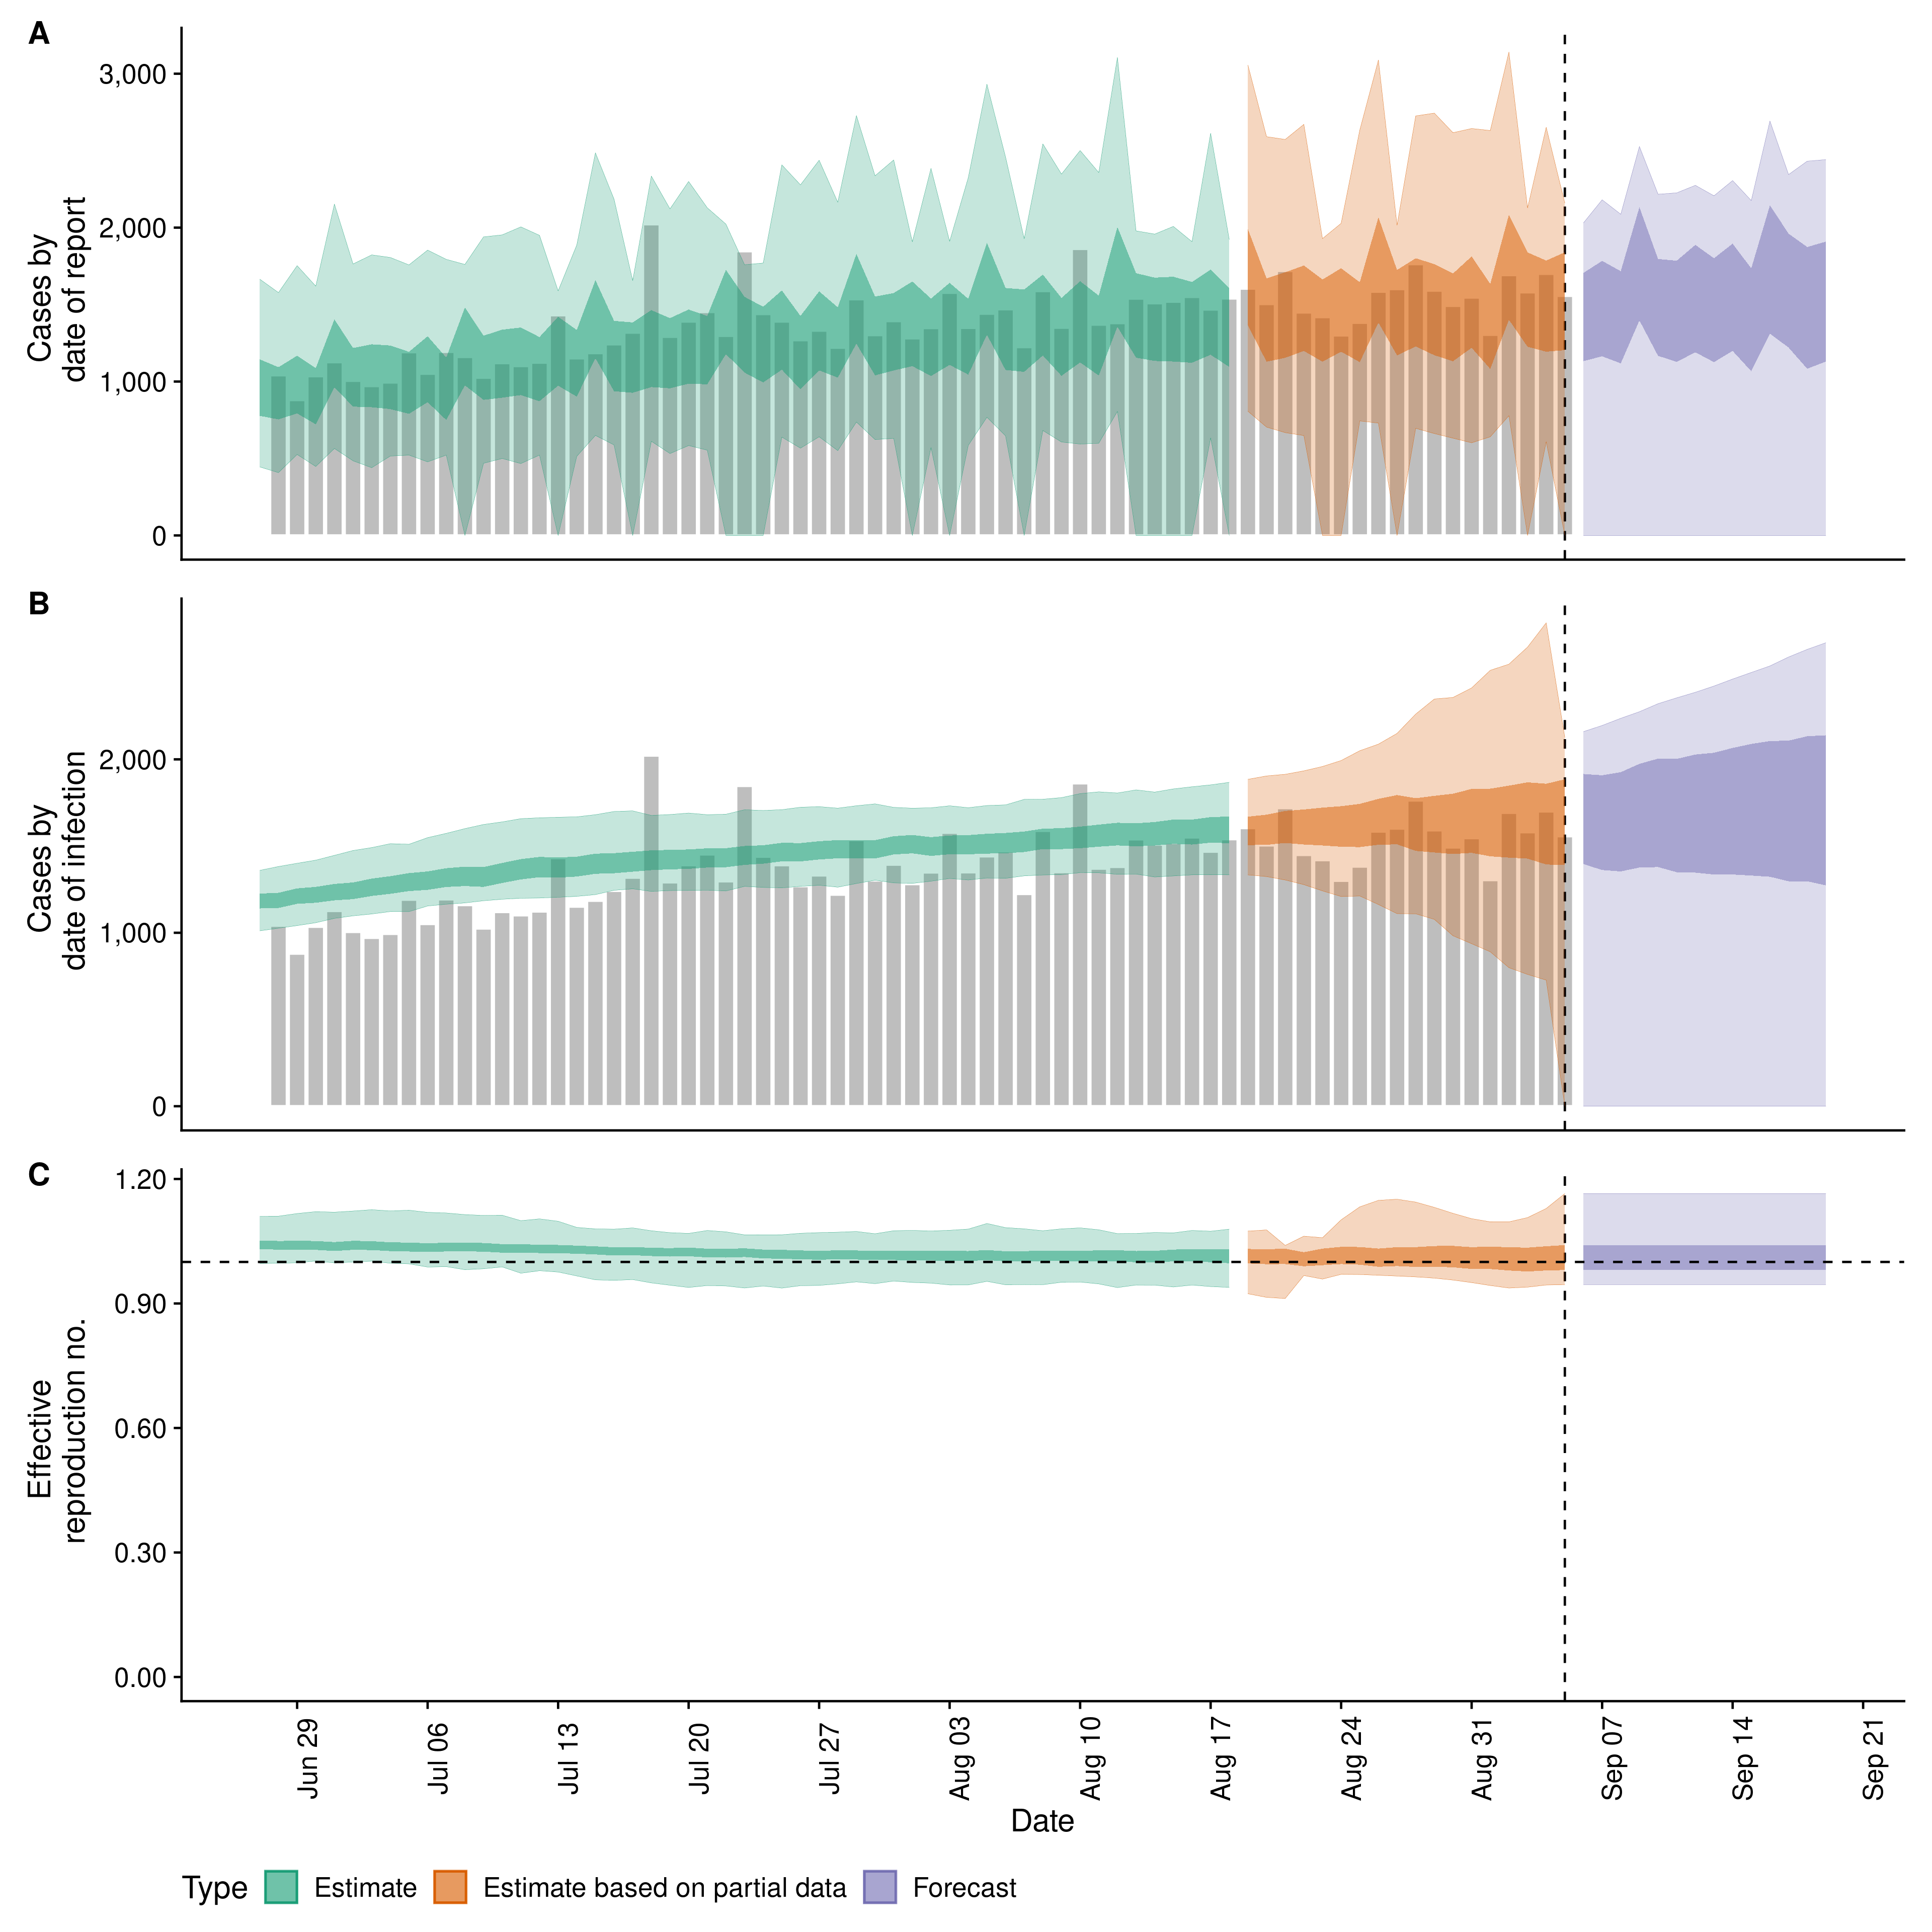 A
Cases by
date of report
3,000
2,000
1,000
0
B
Cases by
date of infection
2,000
1,000
0
C
Effective
reproduction no.
1.20
0.90
0.60
0.30
0.00
Jun 29
Jul 06
Jul 13
Jul 20
Jul 27
Aug 03
Aug 10
Aug 17
Aug 24
Aug 31
Sep 07
Sep 14
Sep 21
Date
Type Estimate Estimate based on partial data Forecast